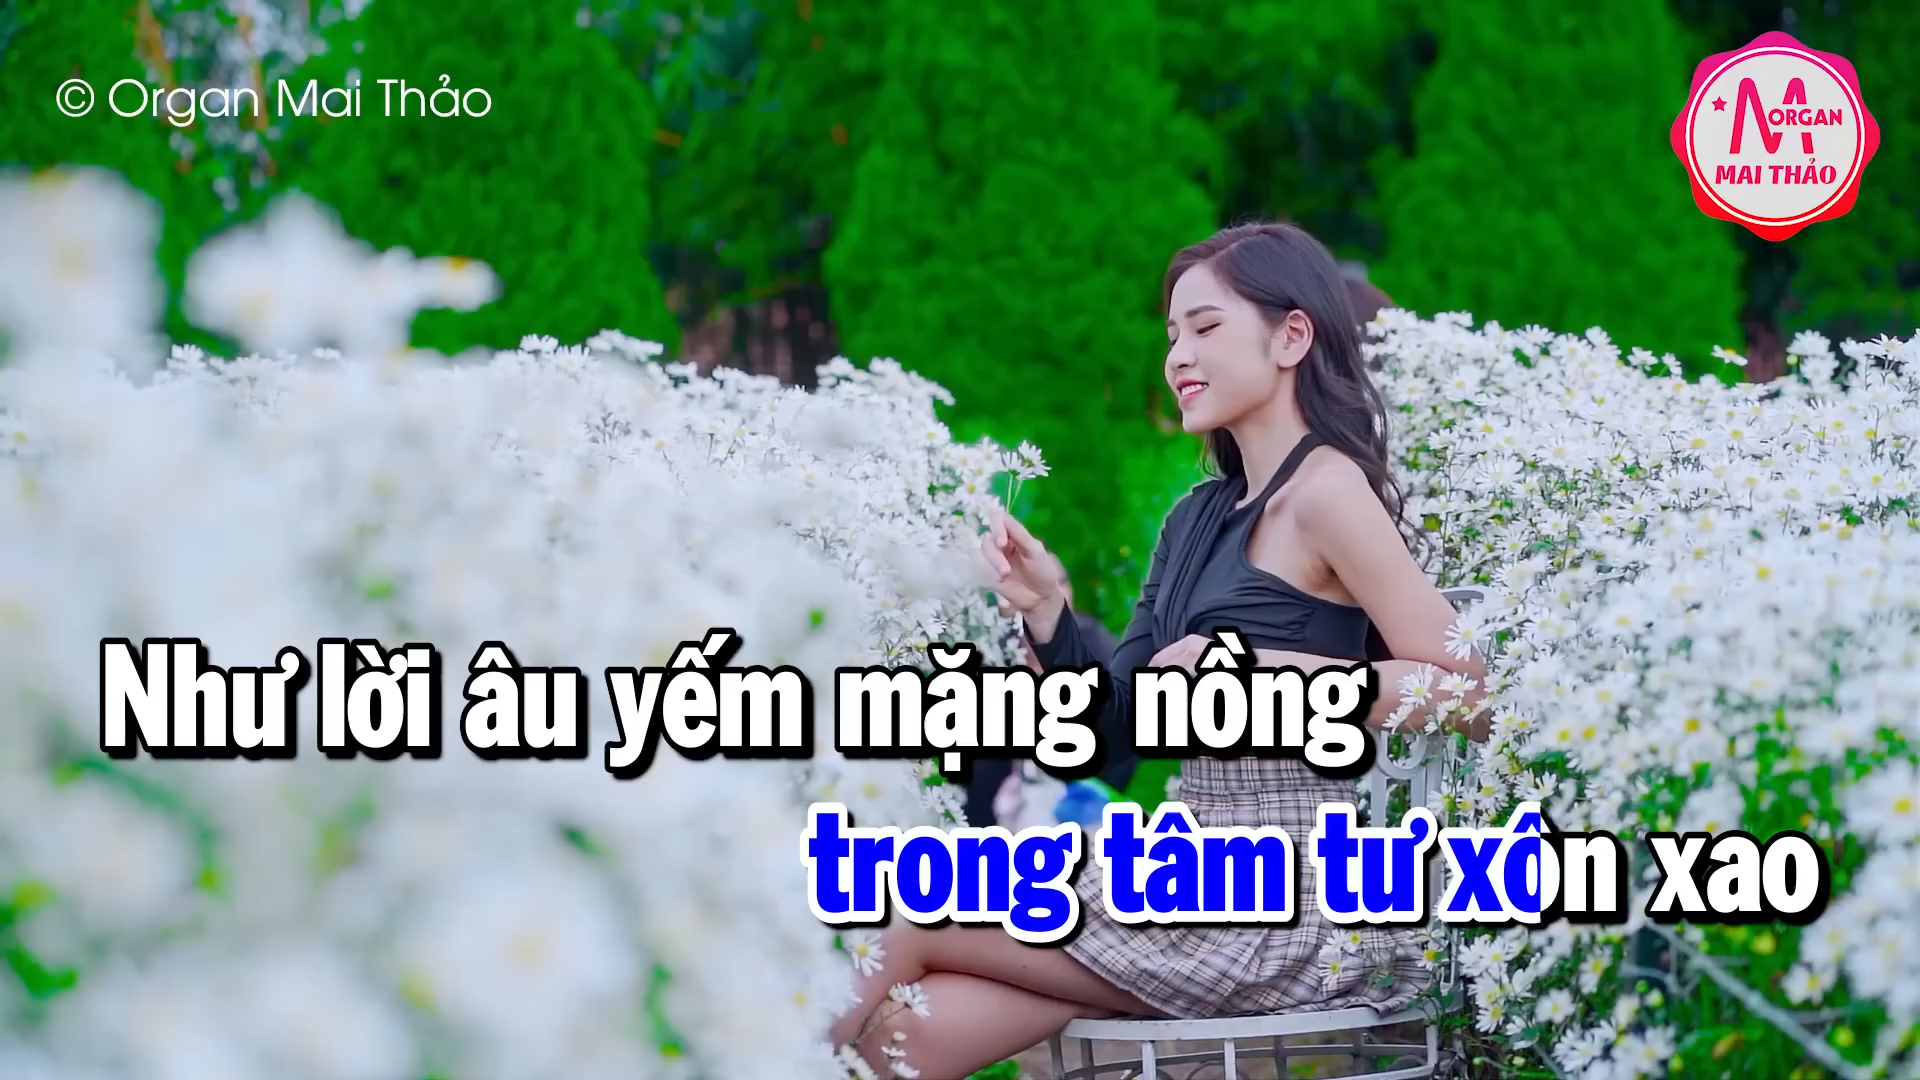 © Organ Mai Thảo
ORGAN
MAI THẢO
Như lời âu yếm mặng nồng
trong tâm tư xôn xao